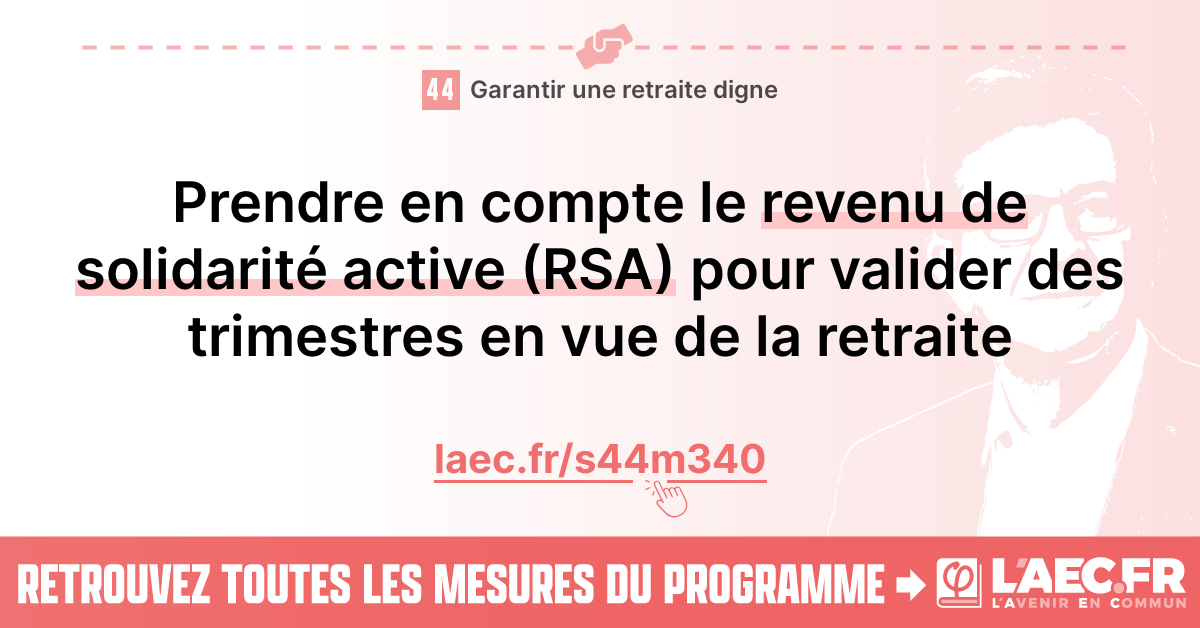 44 Garantir une retraite digne
Prendre en compte le revenu de
solidarité active (RSA) pour valider des
trimestres en vue de la retraite
laec.fr/s44m340
RETROUVEZ TOUTES LES MESURES DU PROGRAMME
L'AEC.FR
L'AVENIR EN COMMUN